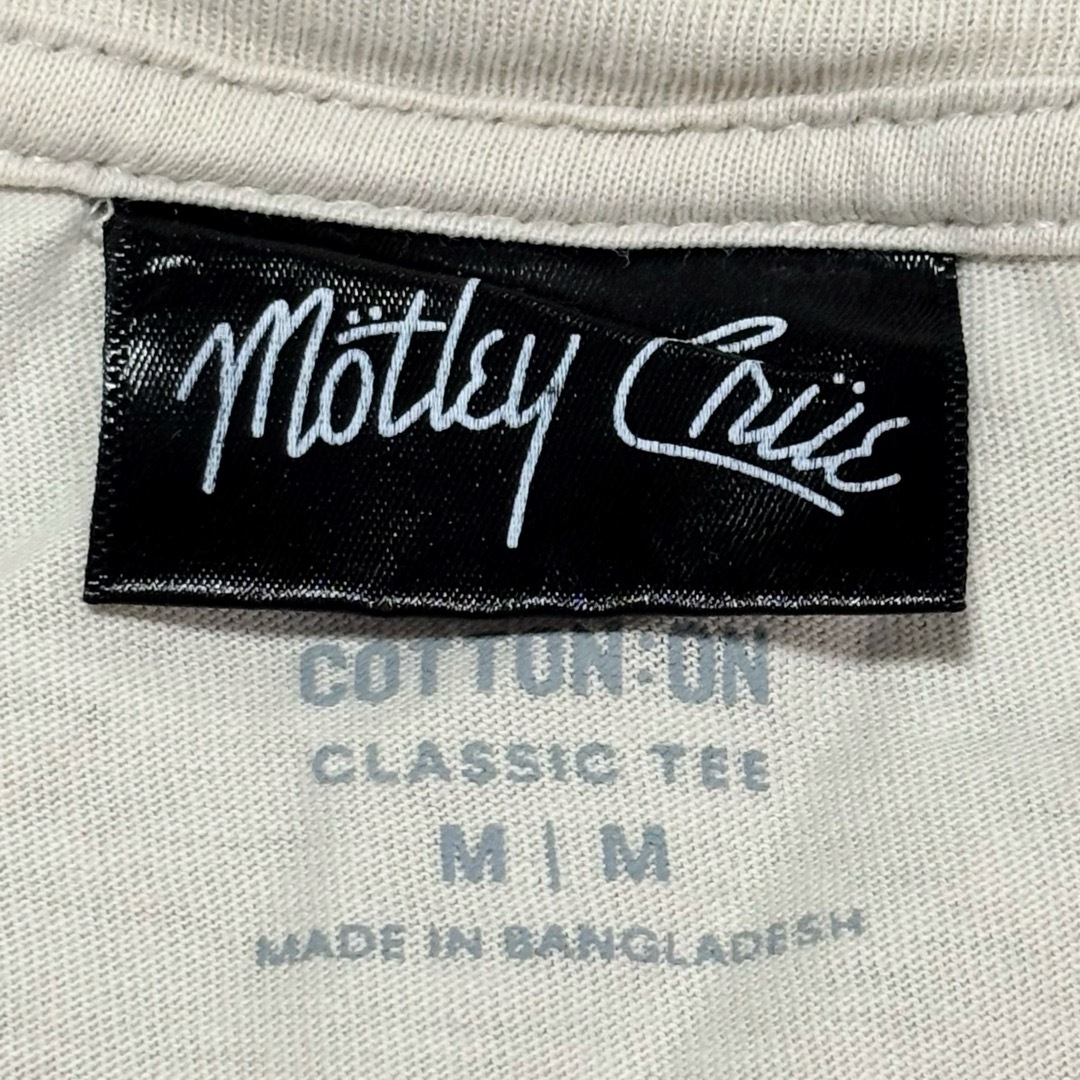 Mötley Crüe
COTTON:ON
CLASSIC TEE
M | M
MADE IN BANGLADESH